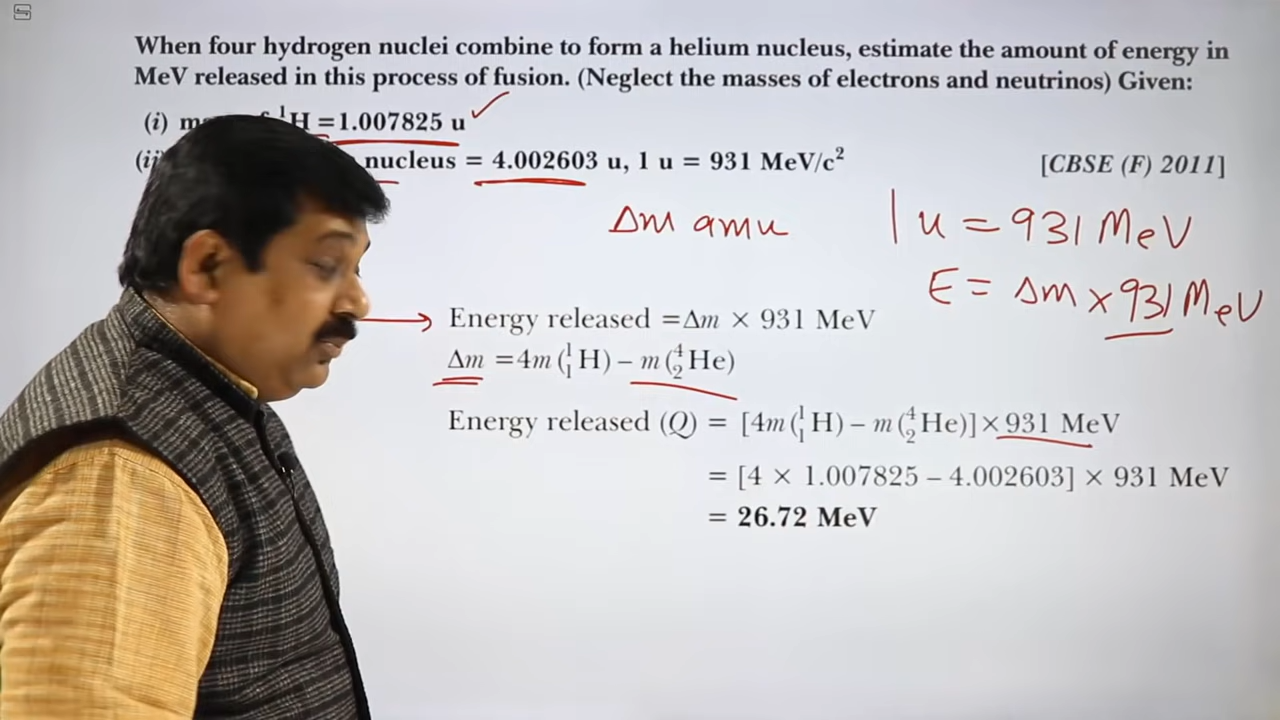 When four hydrogen nuclei combine to form a helium nucleus, estimate the amount of energy in
MeV released in this process of fusion. (Neglect the masses of electrons and neutrinos) Given:
(i) m ¹H = 1.007825 u ✓
(ii nucleus = 4.002603 u, 1 u = 931 MeV/c² [CBSE (F) 2011]
Δm amu
1 u = 931 MeV
E = Δm × 931 MeV
→ Energy released = Δm × 931 MeV
Δm = 4m (¹₁H) – m (⁴₂He)
Energy released (Q) = [4m (¹₁H) – m (⁴₂He)] × 931 MeV
= [4 × 1.007825 – 4.002603] × 931 MeV
= 26.72 MeV